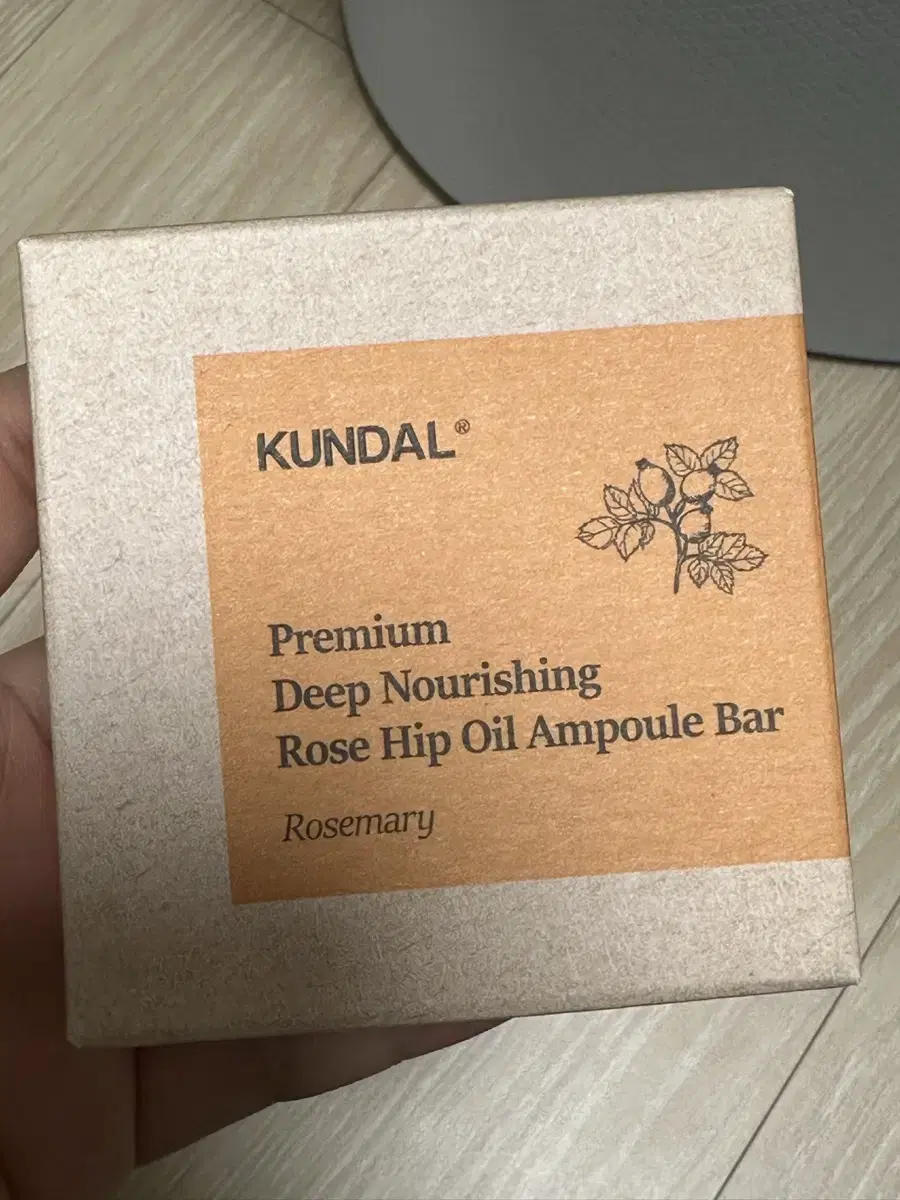 KUNDAL®
Premium
Deep Nourishing
Rose Hip Oil Ampoule Bar
Rosemary